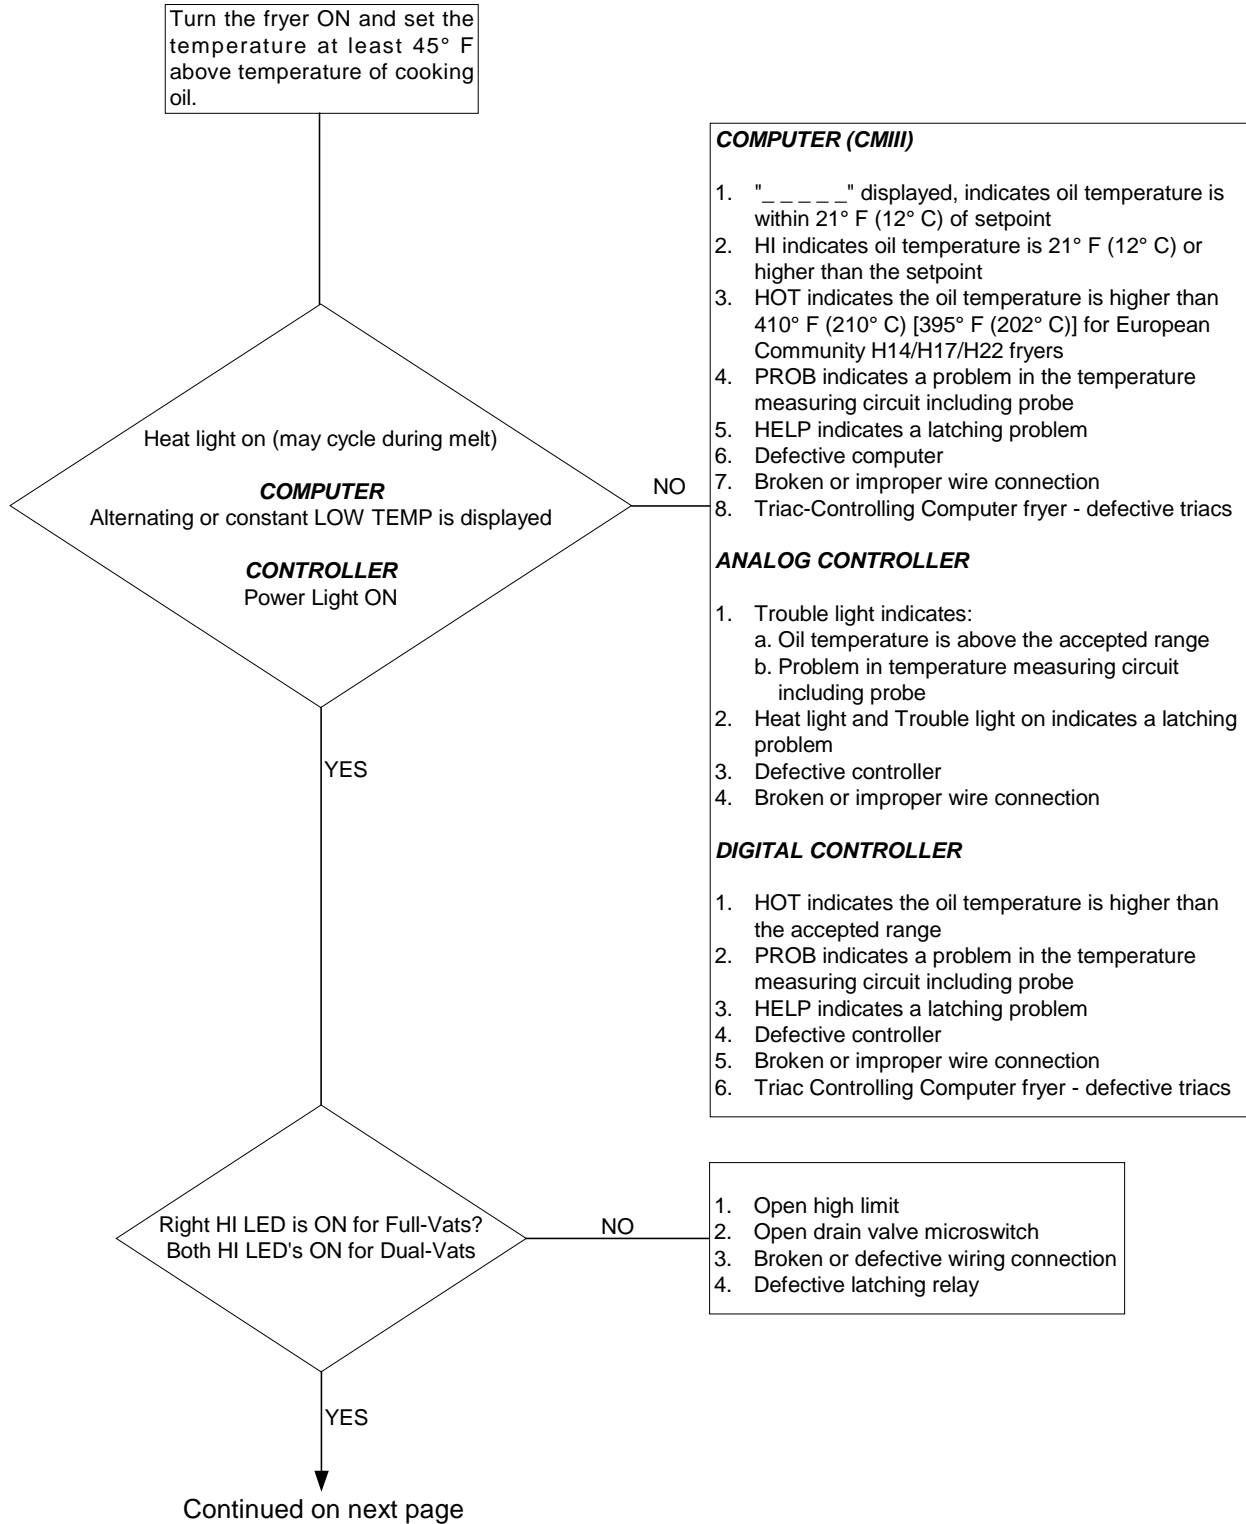 Turn the fryer ON and set the
temperature at least 45° F
above temperature of cooking
oil.
Heat light on (may cycle during melt)
COMPUTER
Alternating or constant LOW TEMP is displayed
CONTROLLER
Power Light ON
NO
COMPUTER (CMIII)
1. "_ _ _ _ _" displayed, indicates oil temperature is
within 21° F (12° C) of setpoint
2. HI indicates oil temperature is 21° F (12° C) or
higher than the setpoint
3. HOT indicates the oil temperature is higher than
410° F (210° C) [395° F (202° C)] for European
Community H14/H17/H22 fryers
4. PROB indicates a problem in the temperature
measuring circuit including probe
5. HELP indicates a latching problem
6. Defective computer
7. Broken or improper wire connection
8. Triac-Controlling Computer fryer - defective triacs
ANALOG CONTROLLER
1. Trouble light indicates:
a. Oil temperature is above the accepted range
b. Problem in temperature measuring circuit
including probe
2. Heat light and Trouble light on indicates a latching
problem
3. Defective controller
4. Broken or improper wire connection
DIGITAL CONTROLLER
1. HOT indicates the oil temperature is higher than
the accepted range
2. PROB indicates a problem in the temperature
measuring circuit including probe
3. HELP indicates a latching problem
4. Defective controller
5. Broken or improper wire connection
6. Triac Controlling Computer fryer - defective triacs
YES
Right HI LED is ON for Full-Vats?
Both HI LED's ON for Dual-Vats
NO
1. Open high limit
2. Open drain valve microswitch
3. Broken or defective wiring connection
4. Defective latching relay
YES
Continued on next page